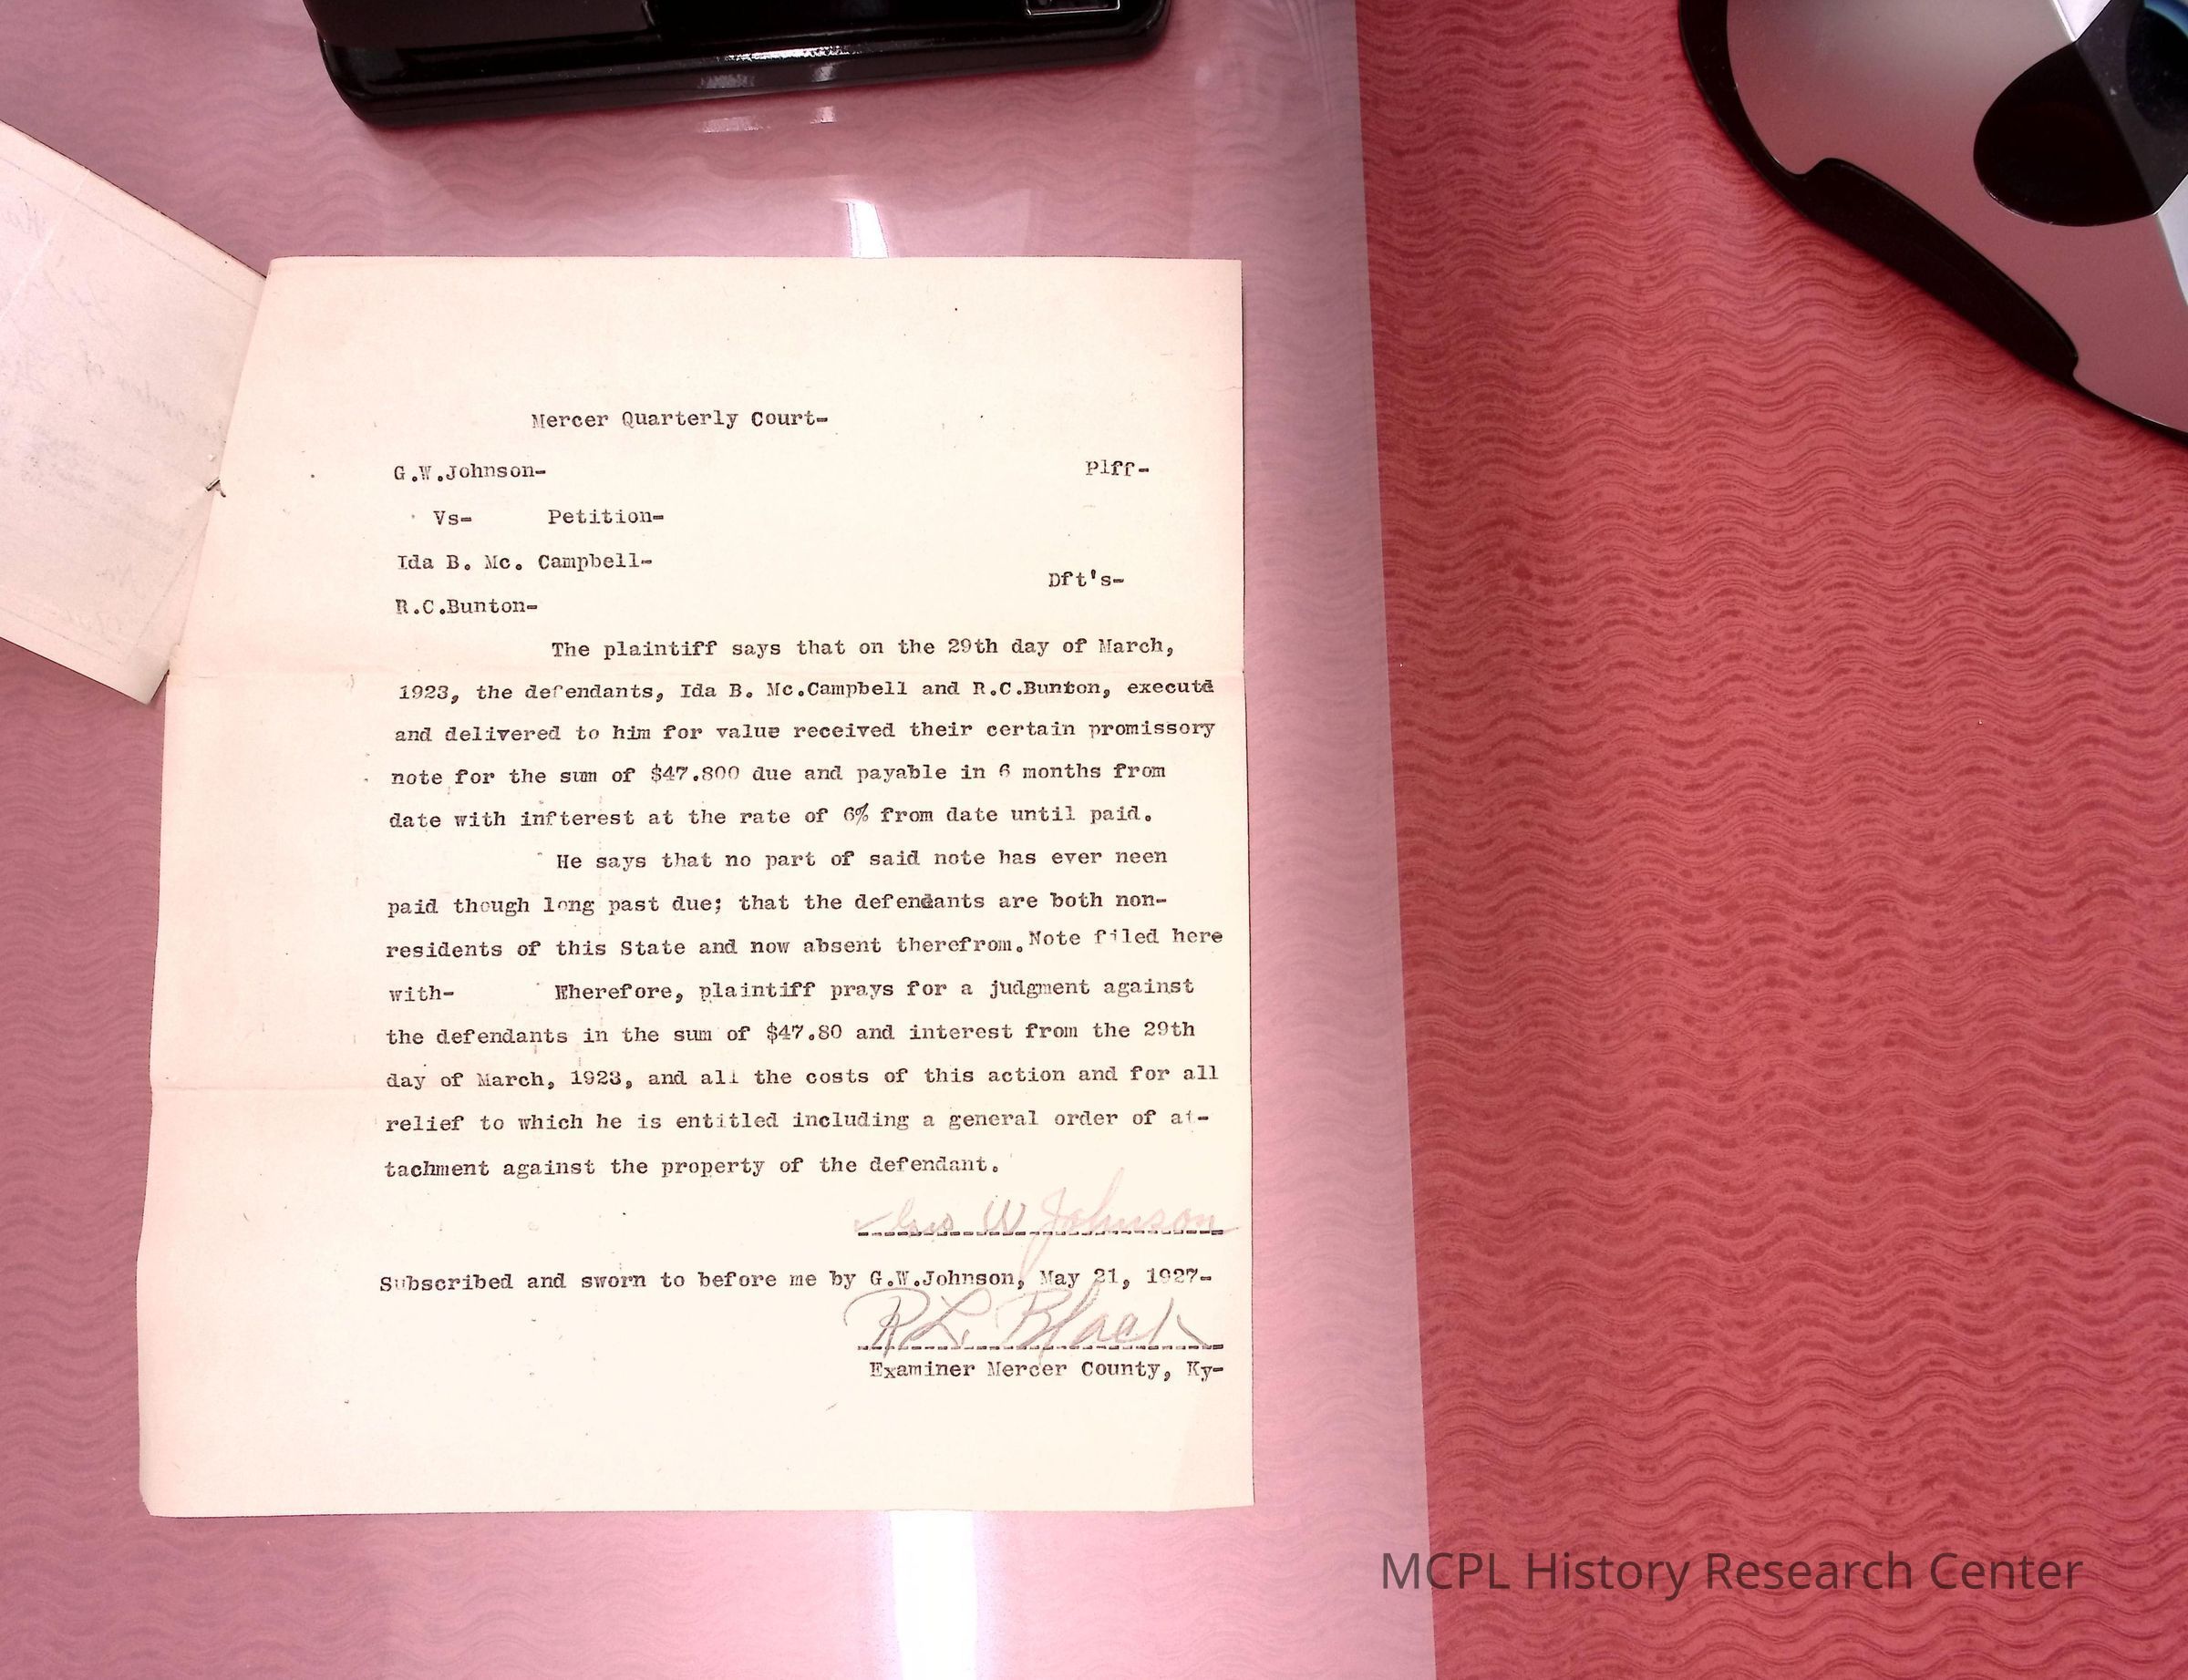 Mercer Quarterly Court-
G.W.Johnson- Plff-
Vs- Petition-
Ida B. Mc. Campbell-
Dft's-
R.C.Bunton-
The plaintiff says that on the 29th day of March,
1923, the defendants, Ida B. Mc.Campbell and R.C.Bunton, executd
and delivered to him for value received their certain promissory
note for the sum of $47.800 due and payable in 6 months from
date with infterest at the rate of 6% from date until paid.
He says that no part of said note has ever neen
paid though long past due; that the defendants are both non-
residents of this State and now absent therefrom. Note filed here
with- Wherefore, plaintiff prays for a judgment against
the defendants in the sum of $47.80 and interest from the 29th
day of March, 1923, and all the costs of this action and for all
relief to which he is entitled including a general order of at-
tachment against the property of the defendant.
Geo W Johnson
Subscribed and sworn to before me by G.W.Johnson, May 21, 1927-
R L. Black
Examiner Mercer County, Ky-
MCPL History Research Center